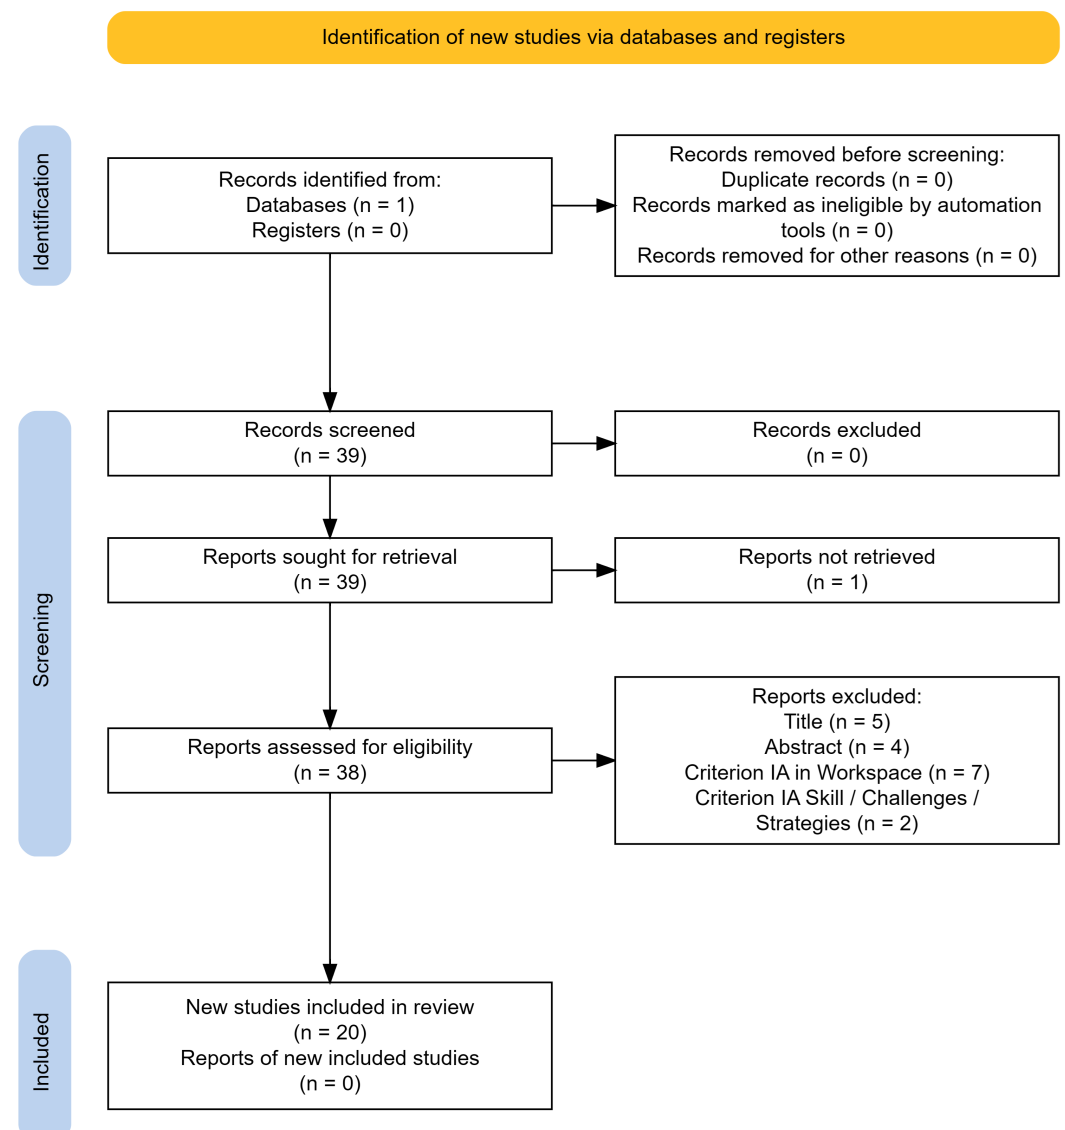 Identification of new studies via databases and registers
Identification
Records identified from:
Databases (n = 1)
Registers (n = 0)
Records removed before screening:
Duplicate records (n = 0)
Records marked as ineligible by automation
tools (n = 0)
Records removed for other reasons (n = 0)
Screening
Records screened
(n = 39)
Records excluded
(n = 0)
Reports sought for retrieval
(n = 39)
Reports not retrieved
(n = 1)
Reports assessed for eligibility
(n = 38)
Reports excluded:
Title (n = 5)
Abstract (n = 4)
Criterion IA in Workspace (n = 7)
Criterion IA Skill / Challenges /
Strategies (n = 2)
Included
New studies included in review
(n = 20)
Reports of new included studies
(n = 0)